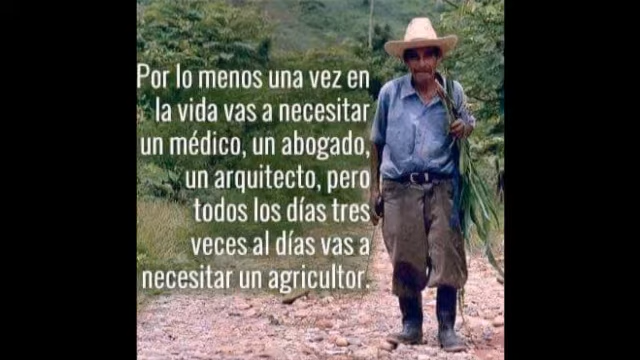 Por lo menos una vez en
la vida vas a necesitar
un médico, un abogado,
un arquitecto, pero
todos los días tres
veces al días vas a
necesitar un agricultor.